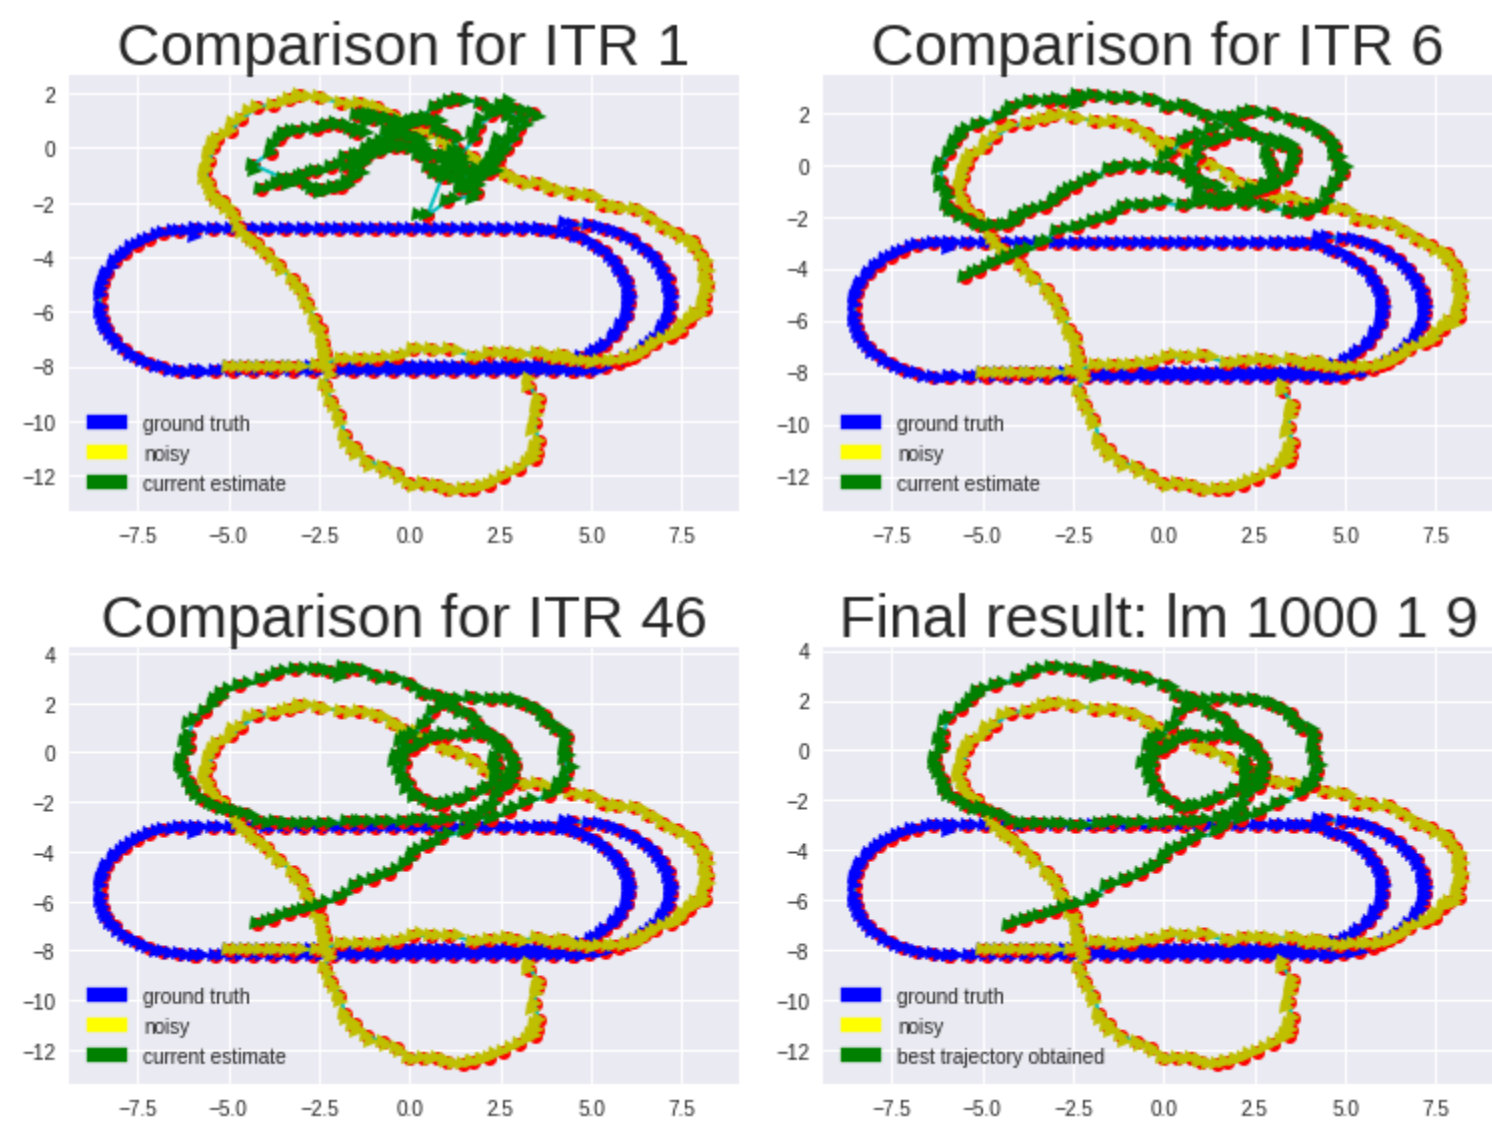 Comparison for ITR 1
2
0
−2
−4
−6
−8
−10
−12
ground truth
noisy
current estimate
−7.5 −5.0 −2.5 0.0 2.5 5.0 7.5
Comparison for ITR 6
2
0
−2
−4
−6
−8
−10
−12
ground truth
noisy
current estimate
−7.5 −5.0 −2.5 0.0 2.5 5.0 7.5
Comparison for ITR 46
4
2
0
−2
−4
−6
−8
−10
−12
ground truth
noisy
current estimate
−7.5 −5.0 −2.5 0.0 2.5 5.0 7.5
Final result: lm 1000 1 9
4
2
0
−2
−4
−6
−8
−10
−12
ground truth
noisy
best trajectory obtained
−7.5 −5.0 −2.5 0.0 2.5 5.0 7.5